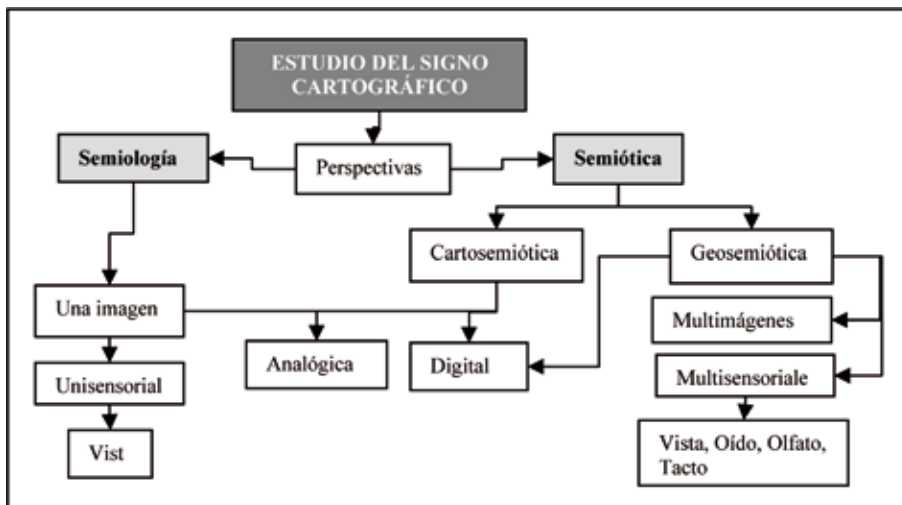 ESTUDIO DEL SIGNO
CARTOGRÁFICO
Semiología
Perspectivas
Semiótica
Cartosemiótica
Geosemiótica
Una imagen
Multimágenes
Analógica
Digital
Unisensorial
Multisensoriale
Vist
Vista, Oído, Olfato,
Tacto